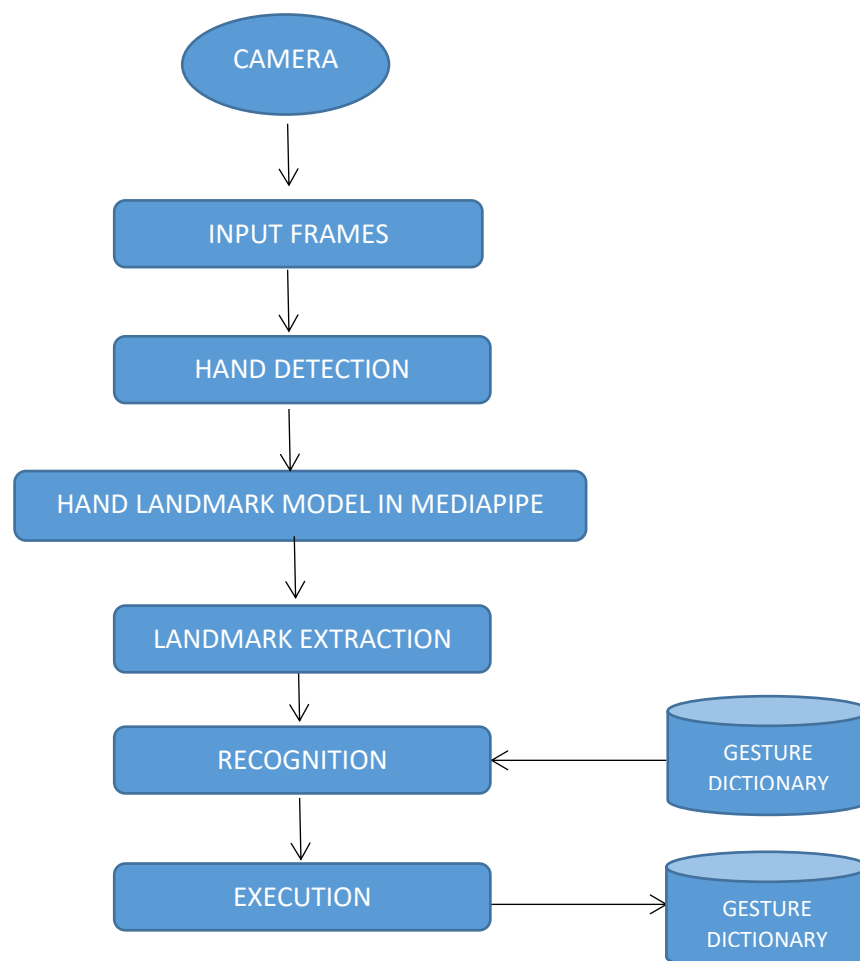 CAMERA
INPUT FRAMES
HAND DETECTION
HAND LANDMARK MODEL IN MEDIAPIPE
LANDMARK EXTRACTION
RECOGNITION
GESTURE
DICTIONARY
EXECUTION
GESTURE
DICTIONARY